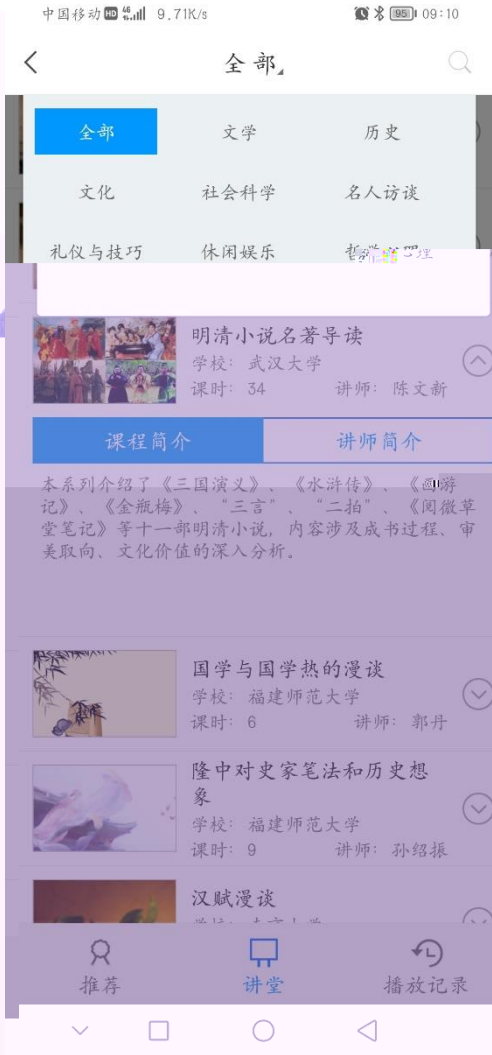 中国移动HD 4G 9.71K/s 95 09:10
全部
全部 文学 历史
文化 社会科学 名人访谈
礼仪与技巧 休闲娱乐
明清小说名著导读
学校: 武汉大学
课时: 34 讲师: 陈文新
课程简介 讲师简介
本系列介绍了《三国演义》、《水浒传》、《西游
记》、《金瓶梅》、“三言”、“二拍”、《阅微草
堂笔记》等十一部明清小说, 内容涉及成书过程、审
美取向、文化价值的深入分析。
国学与国学热的漫谈
学校: 福建师范大学
课时: 6 讲师: 郭丹
隆中对史家笔法和历史想
象
学校: 福建师范大学
课时: 9 讲师: 孙绍振
汉赋漫谈
推荐 讲堂 播放记录